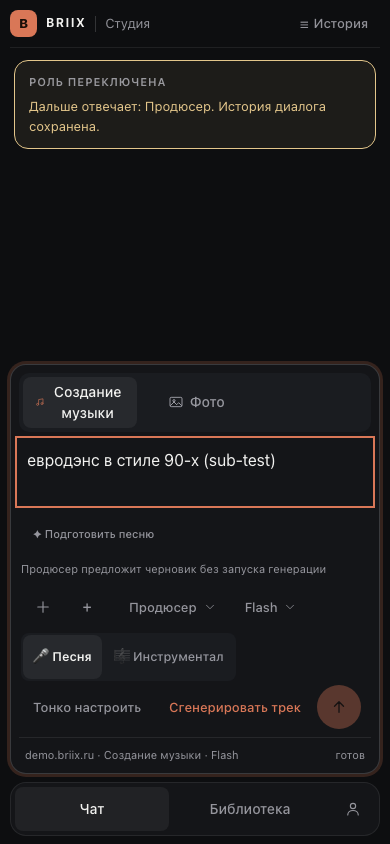 B BRIIX Студия ≡ История
РОЛЬ ПЕРЕКЛЮЧЕНА
Дальше отвечает: Продюсер. История диалога
сохранена.
Создание
музыки
Фото
евродэнс в стиле 90-х (sub-test)
✦ Подготовить песню
Продюсер предложит черновик без запуска генерации
+ + Продюсер Flash
🎤 Песня 🎼 Инструментал
Тонко настроить Сгенерировать трек ↑
demo.briix.ru · Создание музыки · Flash готов
Чат Библиотека